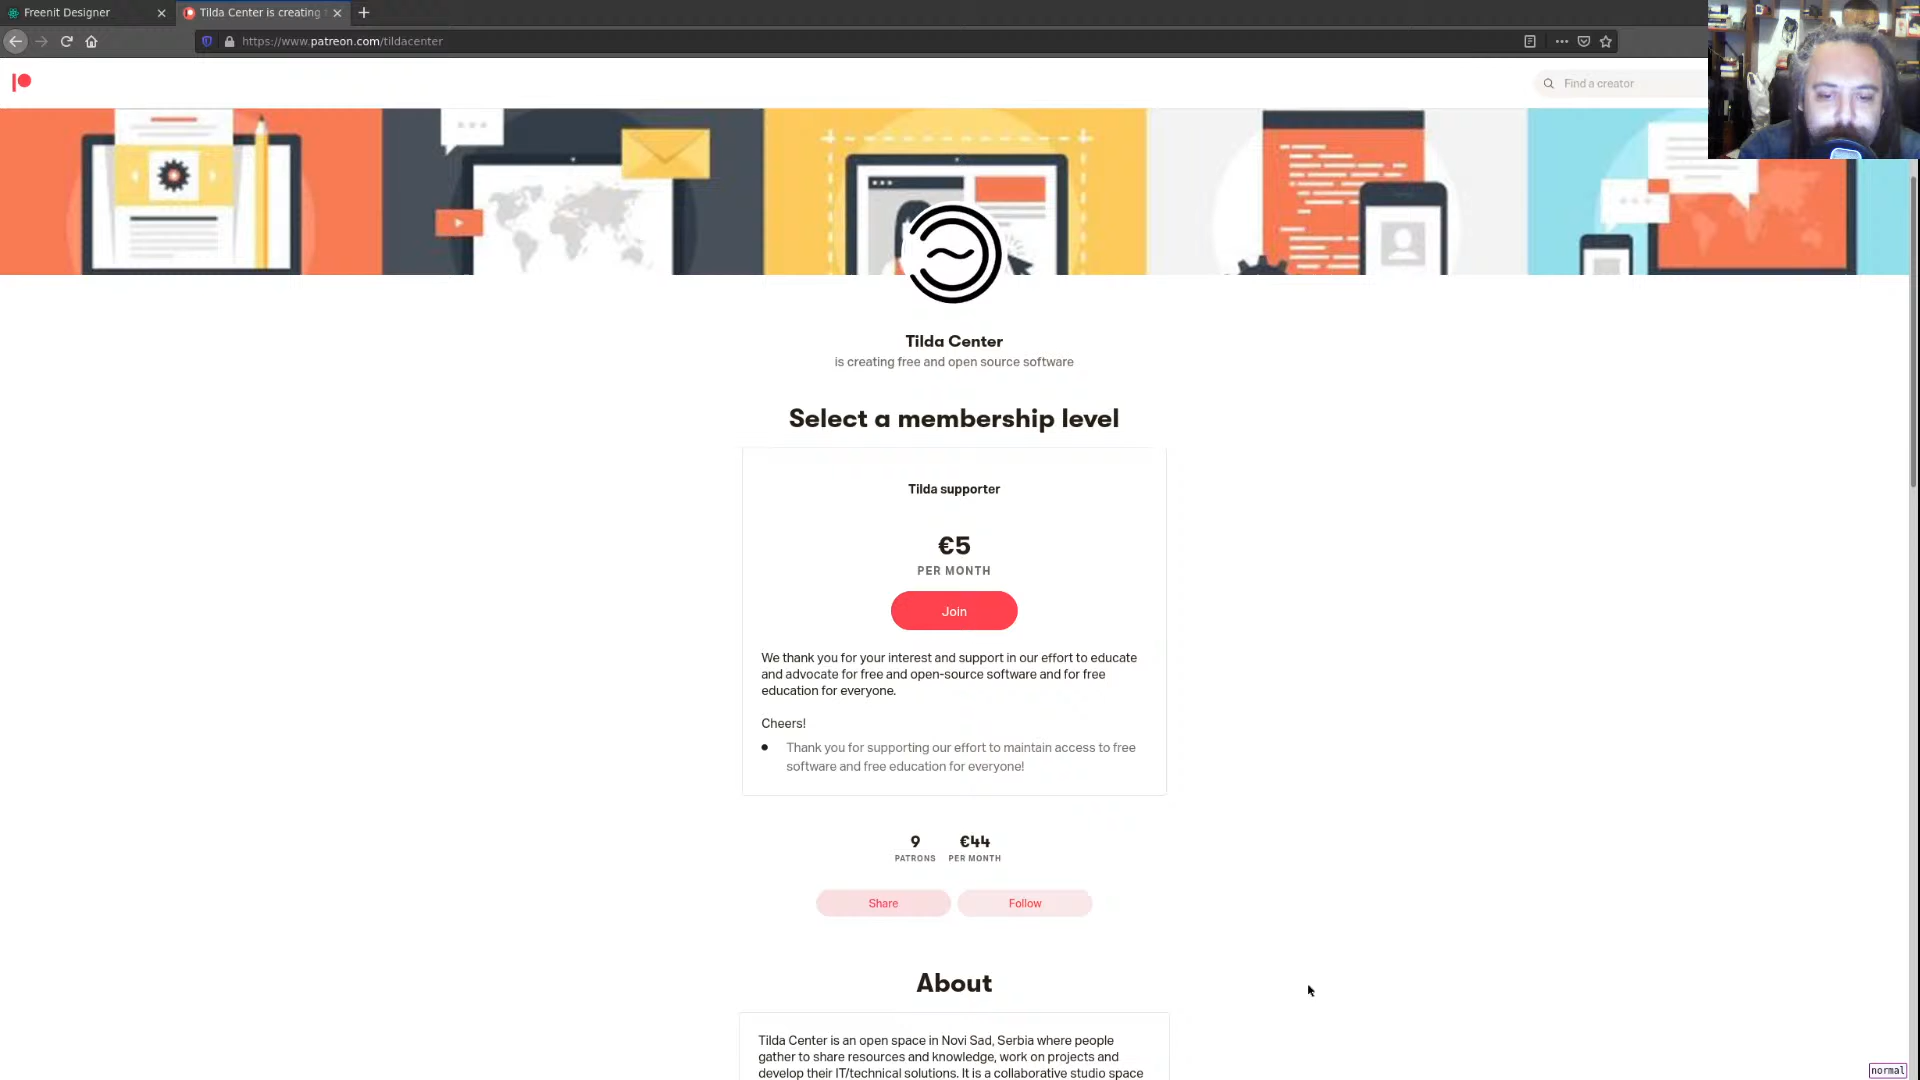 Freenit Designer
Tilda Center is creating
https://www.patreon.com/tildacenter
Find a creator
Tilda Center
is creating free and open source software
Select a membership level
Tilda supporter
€5
PER MONTH
Join
We thank you for your interest and support in our effort to educate
and advocate for free and open-source software and for free
education for everyone.
Cheers!
Thank you for supporting our effort to maintain access to free
software and free education for everyone!
9 €44
PATRONS PER MONTH
Share Follow
About
Tilda Center is an open space in Novi Sad, Serbia where people
gather to share resources and knowledge, work on projects and
develop their IT/technical solutions. It is a collaborative studio space
normal